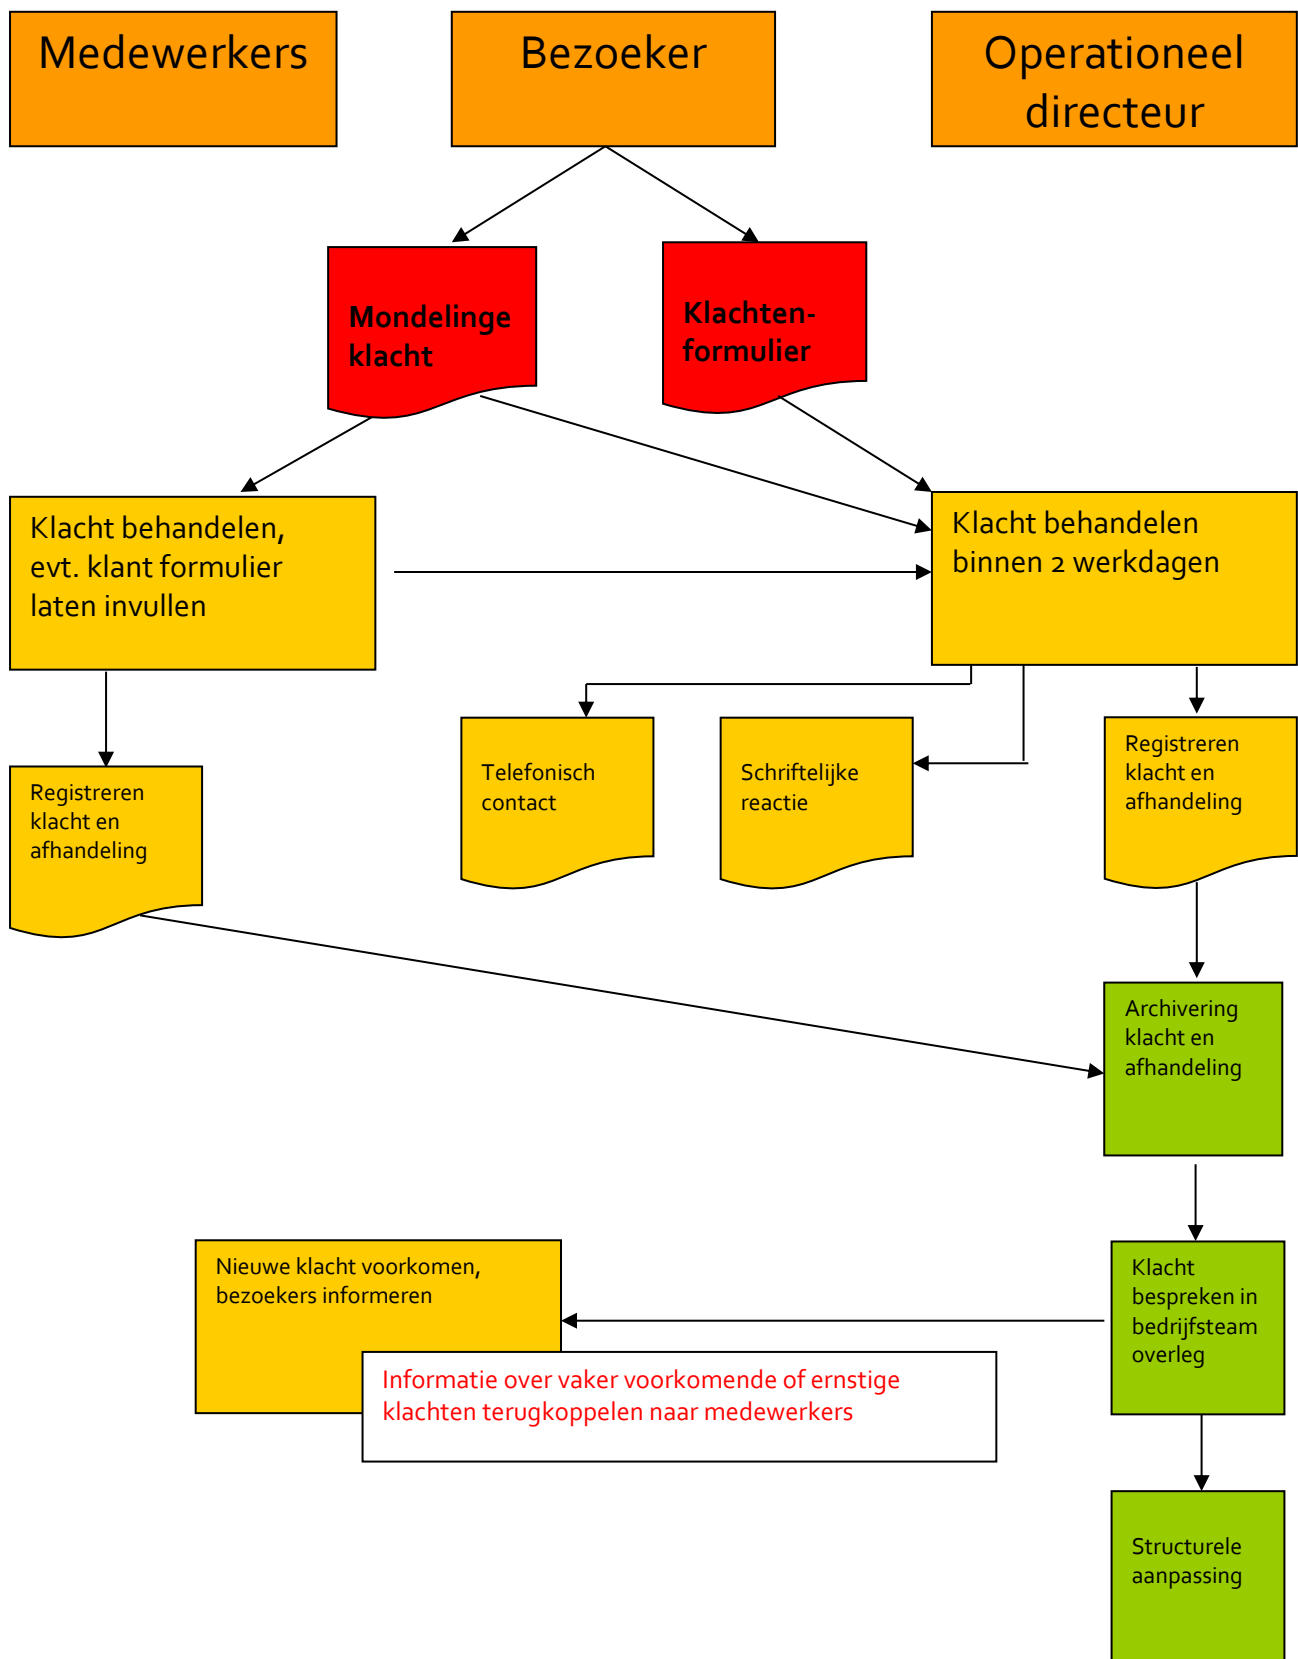 Medewerkers
Bezoeker
Operationeel
directeur
Mondelinge
klacht
Klachten-
formulier
Klacht behandelen,
evt. klant formulier
laten invullen
Klacht behandelen
binnen 2 werkdagen
Registreren
klacht en
afhandeling
Telefonisch
contact
Schriftelijke
reactie
Registreren
klacht en
afhandeling
Archivering
klacht en
afhandeling
Nieuwe klacht voorkomen,
bezoekers informeren
Klacht
bespreken in
bedrijfsteam
overleg
Informatie over vaker voorkomende of ernstige
klachten terugkoppelen naar medewerkers
Structurele
aanpassing